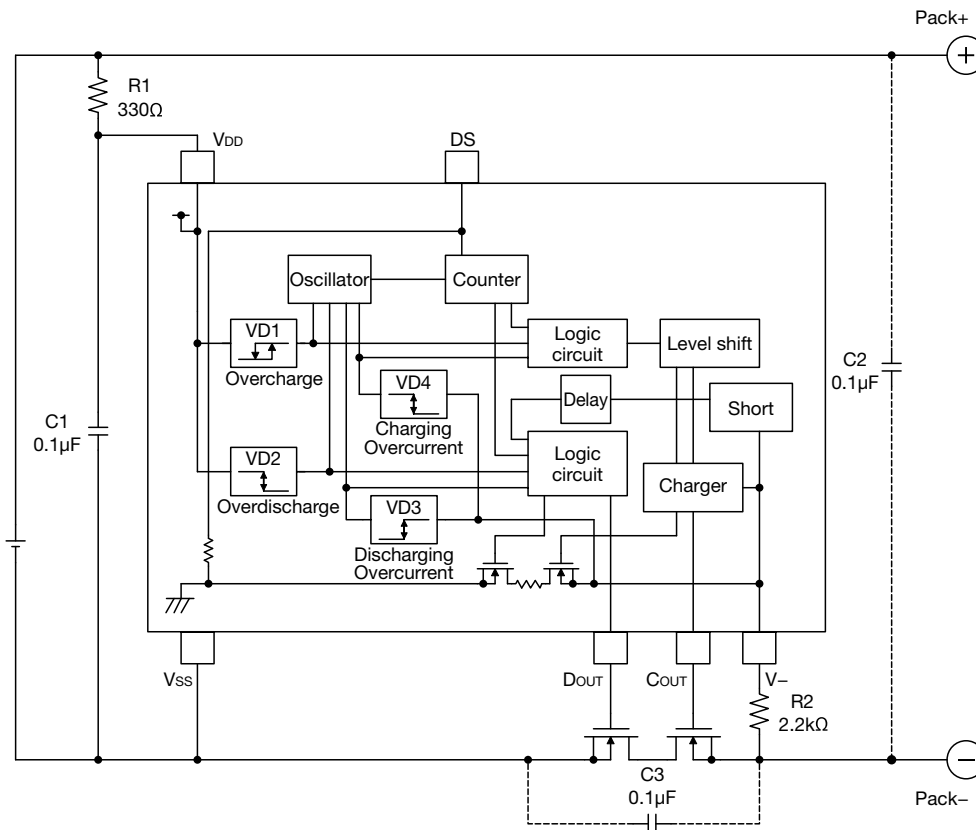 Pack+
R1
330Ω
VDD
DS
Oscillator
Counter
VD1
Overcharge
Logic
circuit
Level shift
C2
0.1µF
VD4
Charging
Overcurrent
Delay
Short
C1
0.1µF
VD2
Overdischarge
Logic
circuit
Charger
VD3
Discharging
Overcurrent
VSS
DOUT
COUT
V−
R2
2.2kΩ
C3
0.1µF
Pack−